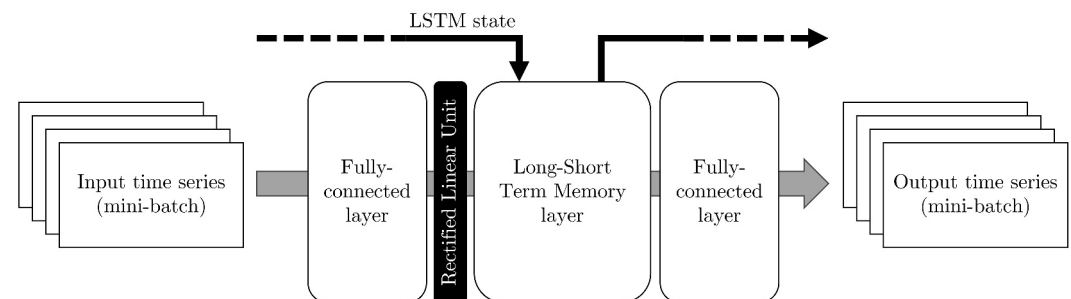 LSTM state
Input time series
(mini-batch)
Fully-
connected
layer
Rectified Linear Unit
Long-Short
Term Memory
layer
Fully-
connected
layer
Output time series
(mini-batch)